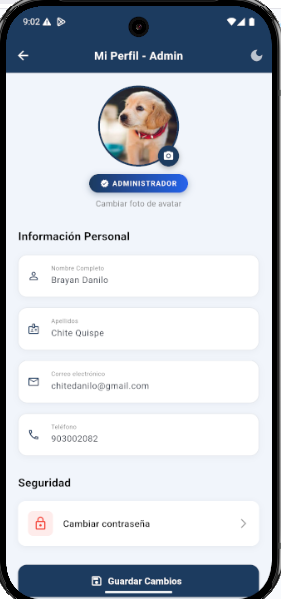 9:02
Mi Perfil - Admin
ADMINISTRADOR
Cambiar foto de avatar
Información Personal
Nombre Completo
Brayan Danilo
Apellidos
Chite Quispe
Correo electrónico
chitedanilo@gmail.com
Teléfono
903002082
Seguridad
Cambiar contraseña
Guardar Cambios